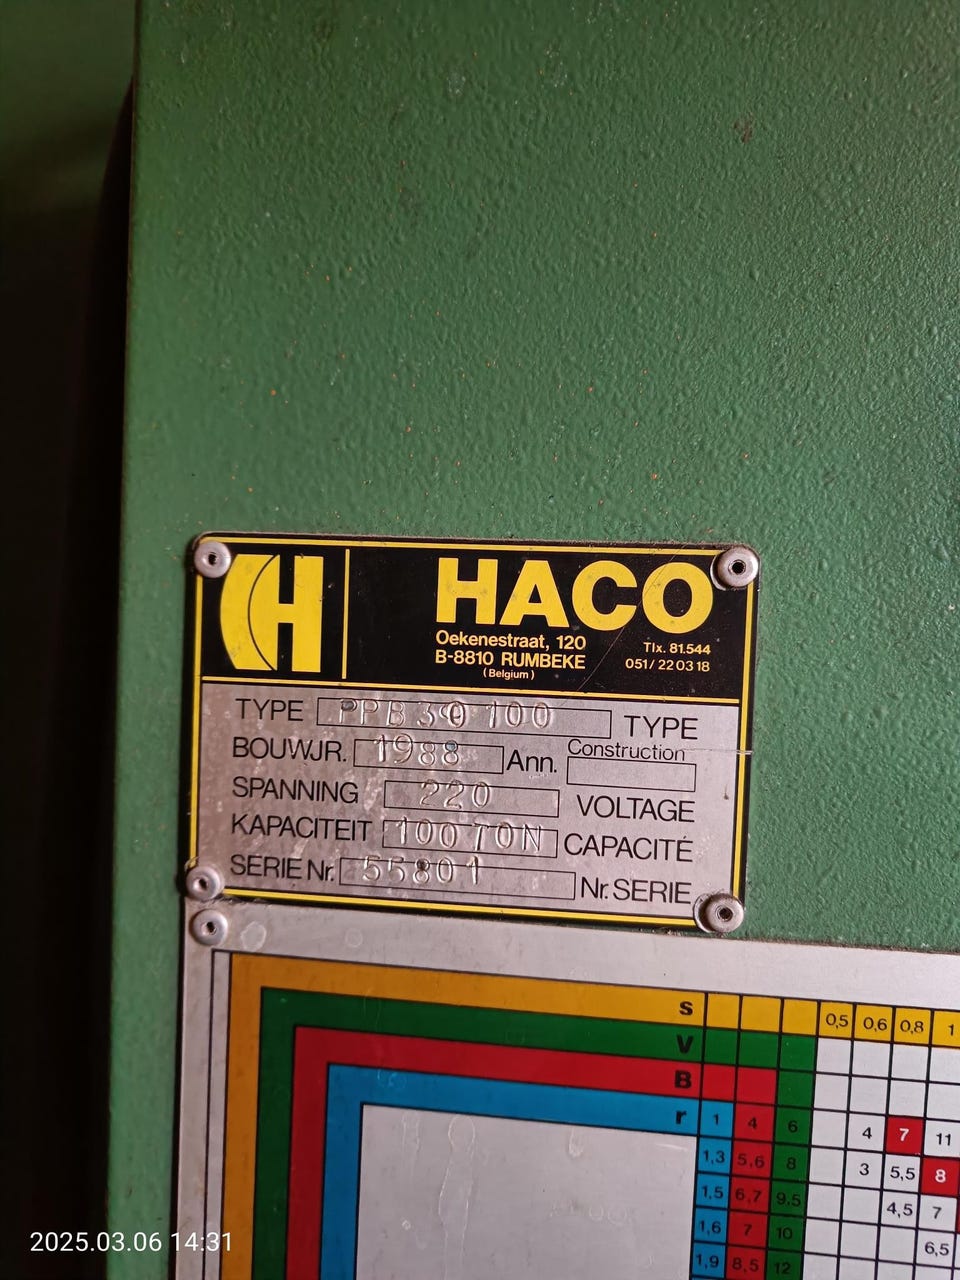 H
HACO
Oekenestraat, 120
B-8810 RUMBEKE
(Belgium)
Tlx. 81.544
051/ 22 03 18
TYPE PPB 30 100 TYPE
BOUWJR. 1988 Ann. Construction
SPANNING 220 VOLTAGE
KAPACITEIT 100 TON CAPACITÉ
SERIE Nr. 55801 Nr. SERIE
s 0,5 0,6 0,8 1
V
B
r 1 4 6 4 7 11
1,3 5,6 8 3 5,5 8
1,5 6,7 9,5 4,5 7
1,6 7 10 6,5
1,9 8,5 12
2025.03.06 14:31